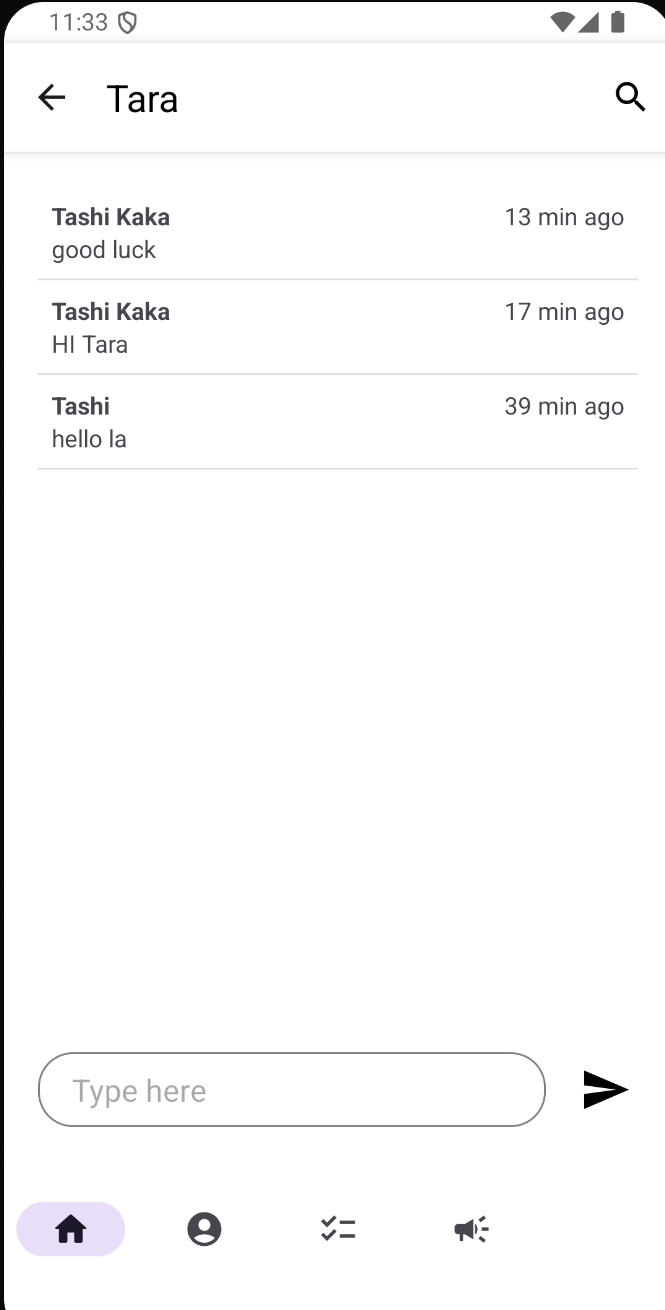 11:33
Tara
Tashi Kaka 13 min ago
good luck
Tashi Kaka 17 min ago
HI Tara
Tashi 39 min ago
hello la
Type here